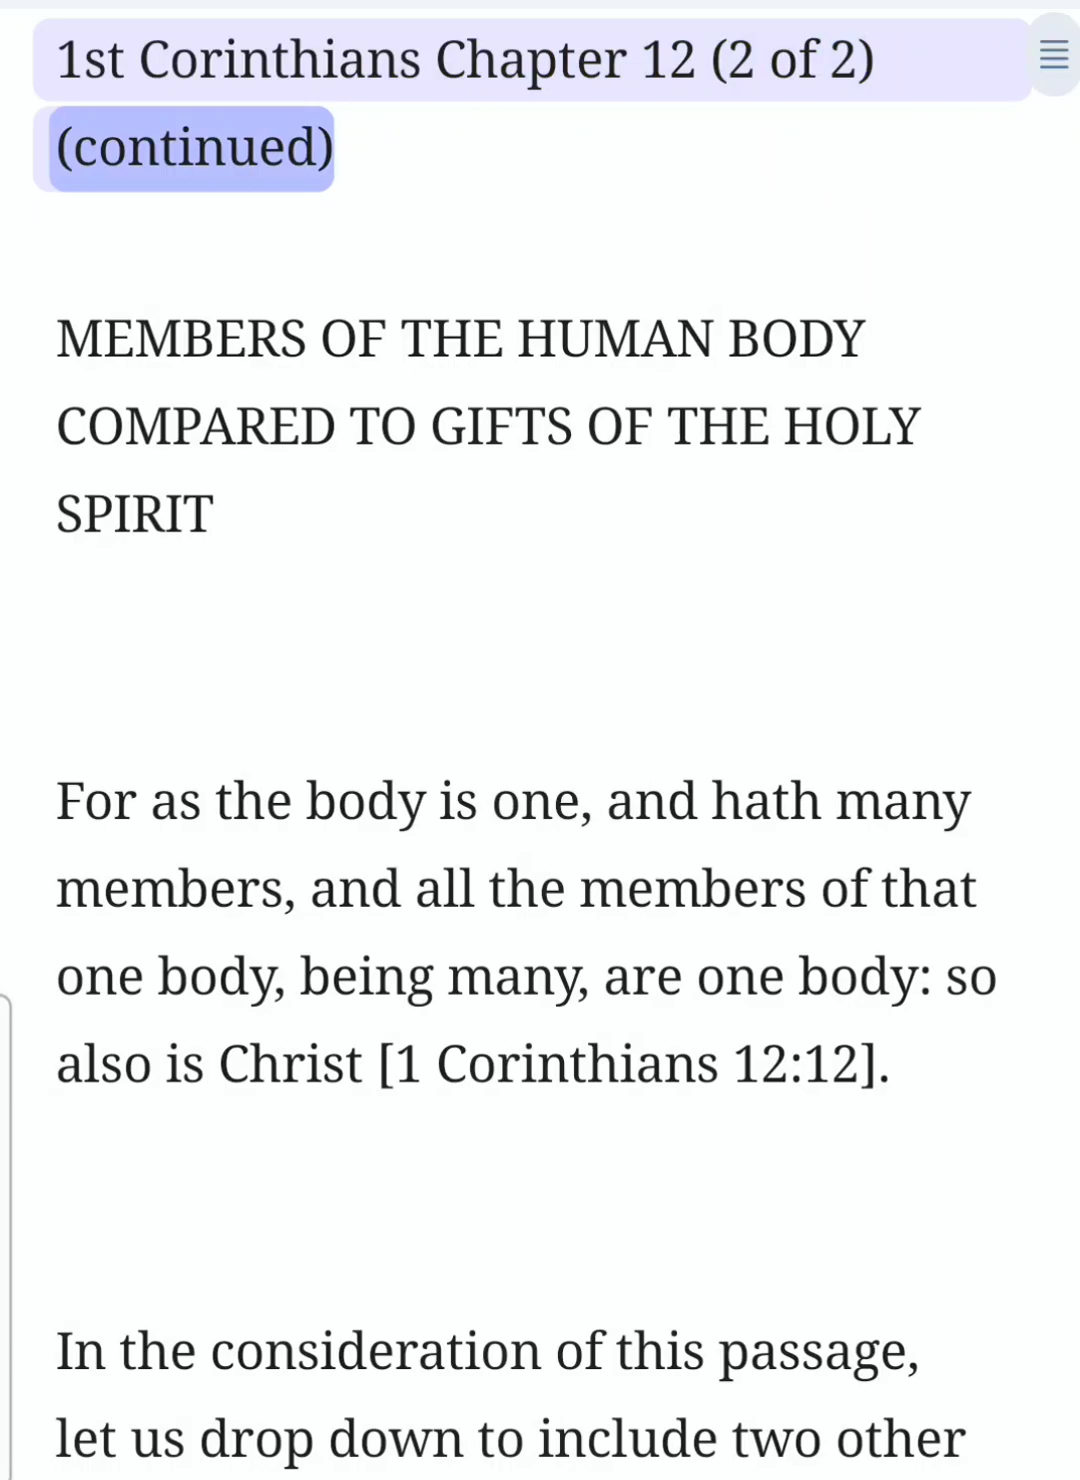 1st Corinthians Chapter 12 (2 of 2)
(continued)
MEMBERS OF THE HUMAN BODY
COMPARED TO GIFTS OF THE HOLY
SPIRIT
For as the body is one, and hath many
members, and all the members of that
one body, being many, are one body: so
also is Christ [1 Corinthians 12:12].
In the consideration of this passage,
let us drop down to include two other